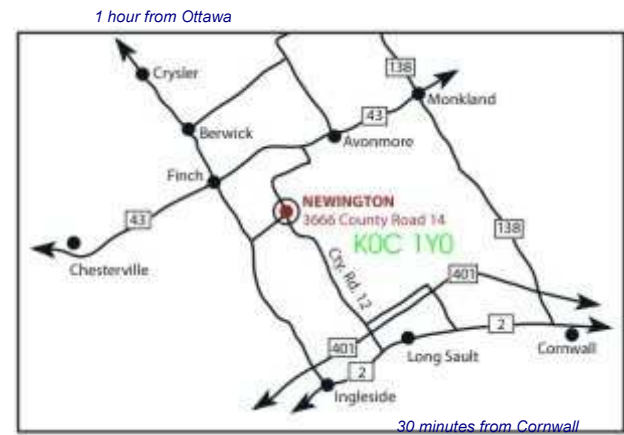 1 hour from Ottawa
Crysler
138
Monkland
43
Berwick
Avonmore
Finch
NEWINGTON
3666 County Road 14
K0C 1Y0
43
138
Chesterville
Cty. Rd. 12
401
2
401
Long Sault
Cornwall
2
Ingleside
30 minutes from Cornwall